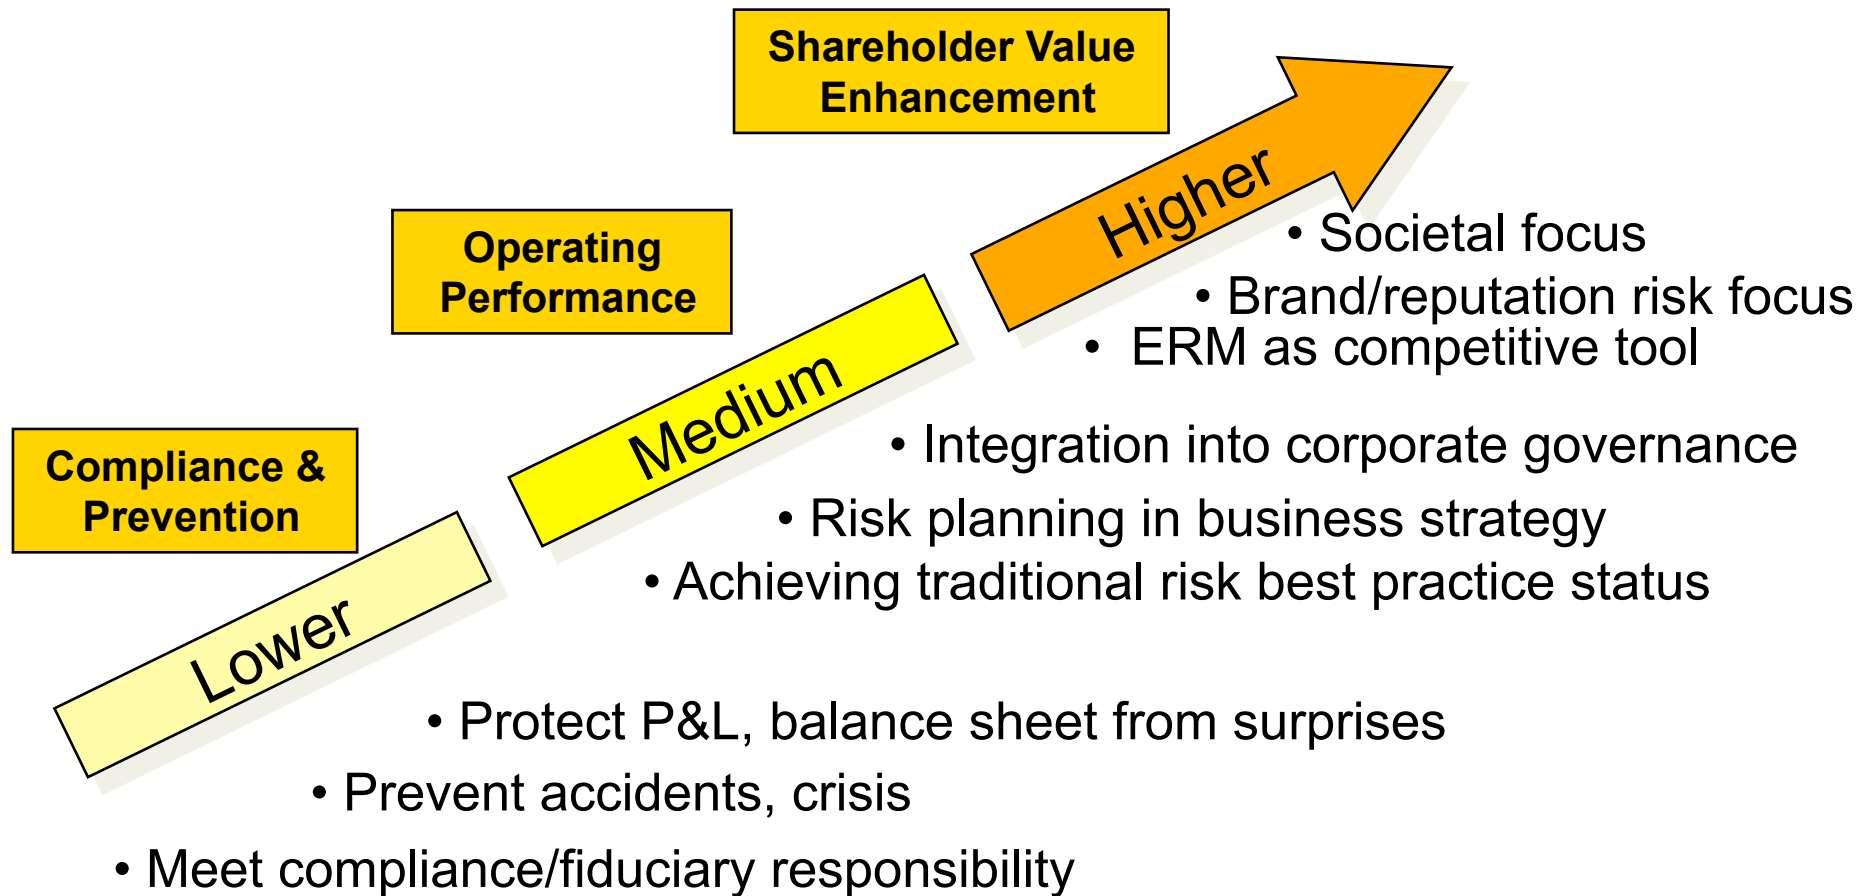 Shareholder Value
Enhancement
Higher
• Societal focus
• Brand/reputation risk focus
• ERM as competitive tool
Operating
Performance
Medium
• Integration into corporate governance
• Risk planning in business strategy
• Achieving traditional risk best practice status
Compliance &
Prevention
Lower
• Protect P&L, balance sheet from surprises
• Prevent accidents, crisis
• Meet compliance/fiduciary responsibility